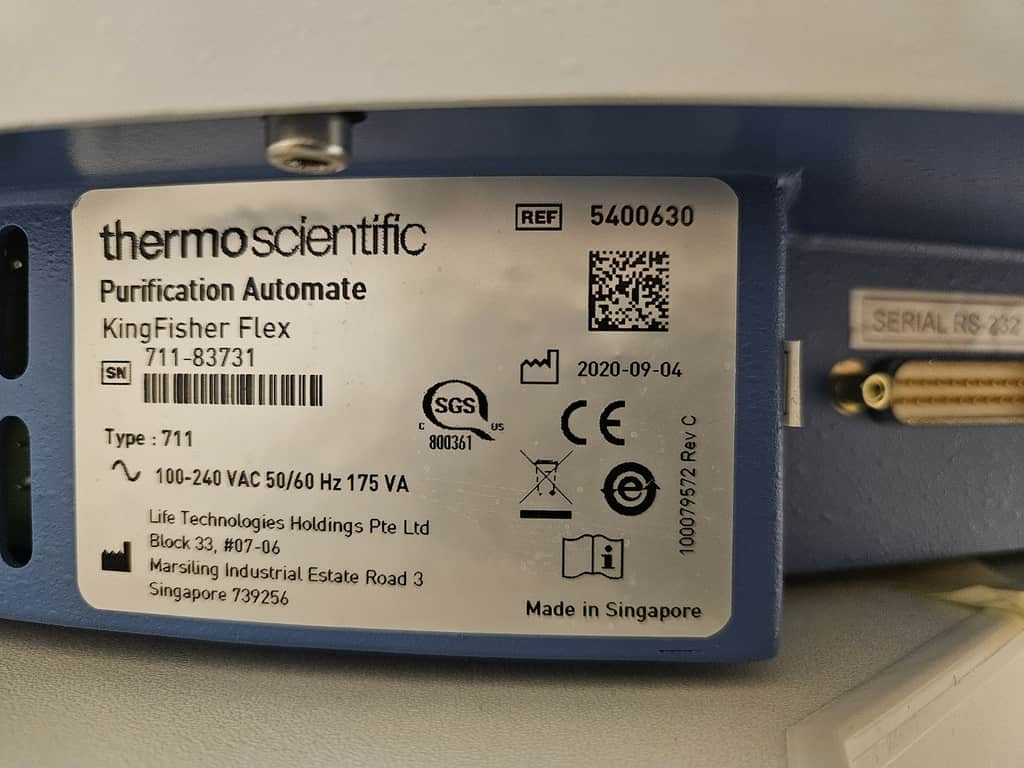 thermo scientific
REF 5400630
Purification Automate
KingFisher Flex
SN 711-83731
2020-09-04
SGS
C US
800361
CE
Type : 711
100-240 VAC 50/60 Hz 175 VA
e
100079572 Rev C
Life Technologies Holdings Pte Ltd
Block 33, #07-06
Marsiling Industrial Estate Road 3
Singapore 739256
i
Made in Singapore
SERIAL RS-232